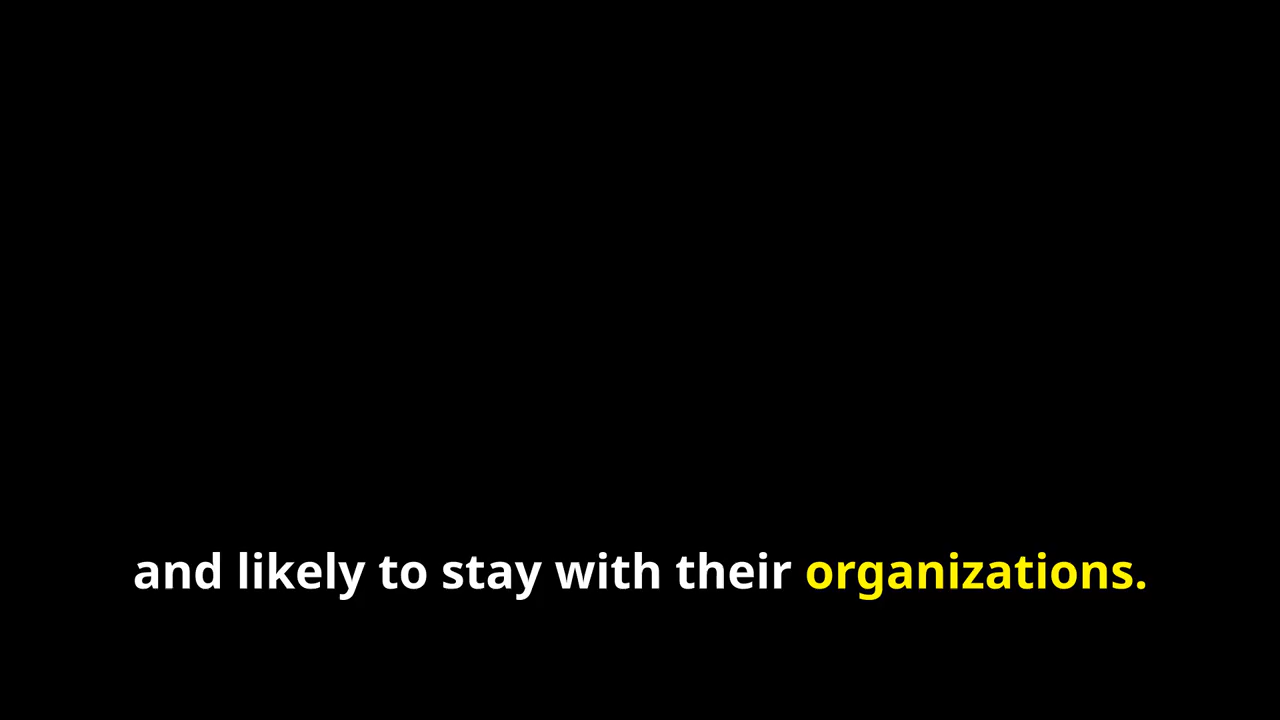 and likely to stay with their organizations.